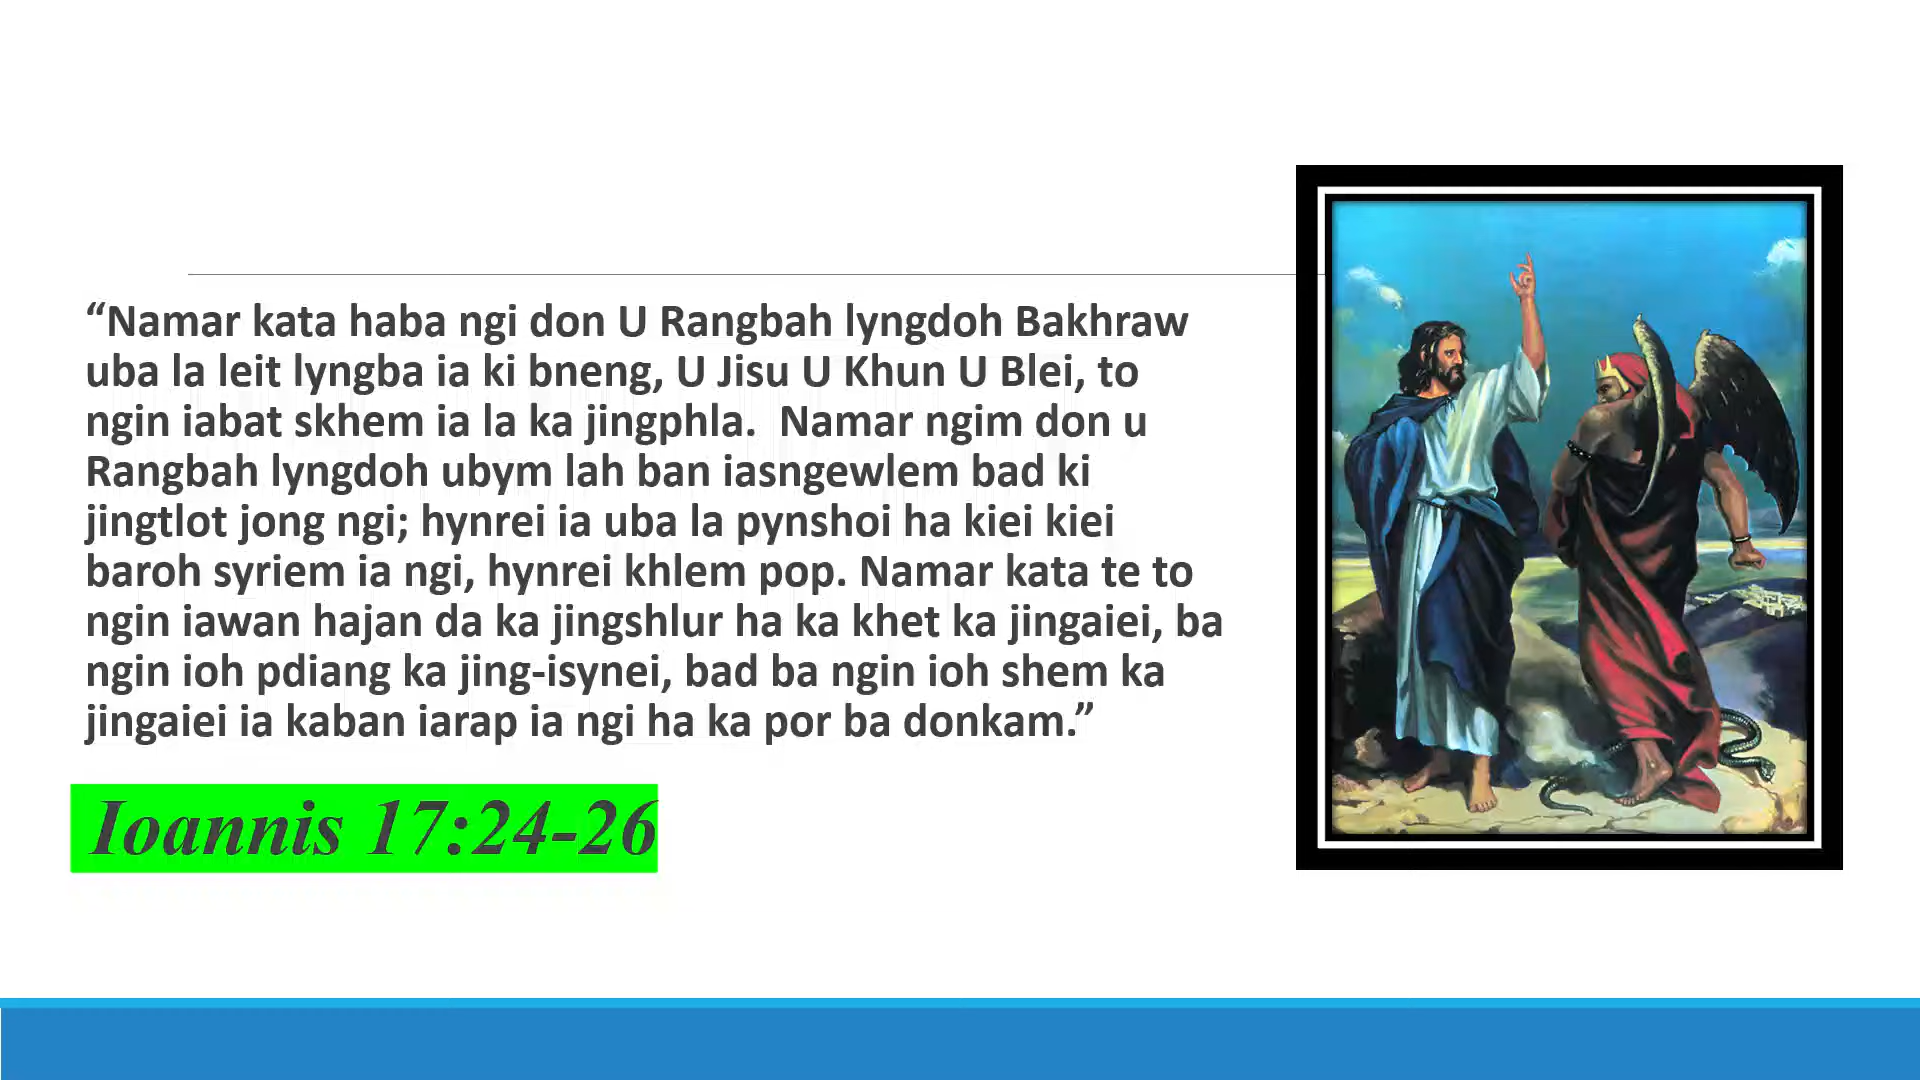 “Namar kata haba ngi don U Rangbah lyngdoh Bakhraw
uba la leit lyngba ia ki bneng, U Jisu U Khun U Blei, to
ngin iabat skhem ia la ka jingphla.  Namar ngim don u
Rangbah lyngdoh ubym lah ban iasngewlem bad ki
jingtlot jong ngi; hynrei ia uba la pynshoi ha kiei kiei
baroh syriem ia ngi, hynrei khlem pop. Namar kata te to
ngin iawan hajan da ka jingshlur ha ka khet ka jingaiei, ba
ngin ioh pdiang ka jing-isynei, bad ba ngin ioh shem ka
jingaiei ia kaban iarap ia ngi ha ka por ba donkam.”
Ioannis 17:24-26